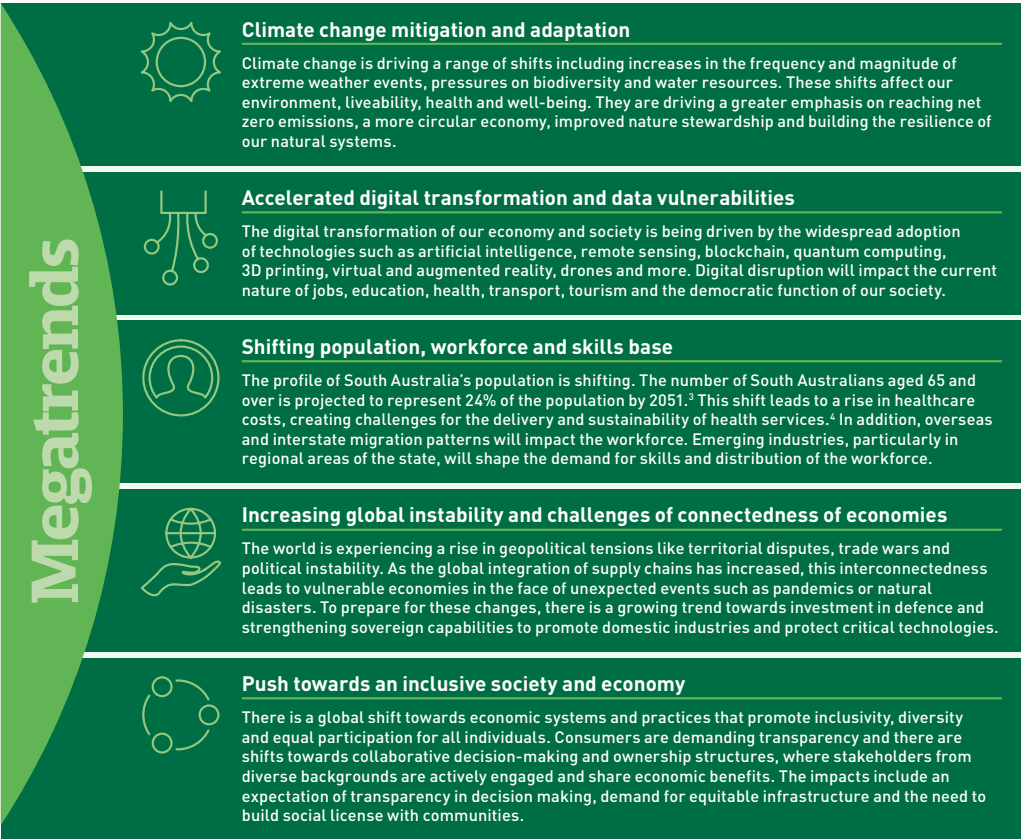 Megatrends
Climate change mitigation and adaptation
Climate change is driving a range of shifts including increases in the frequency and magnitude of
extreme weather events, pressures on biodiversity and water resources. These shifts affect our
environment, liveability, health and well-being. They are driving a greater emphasis on reaching net
zero emissions, a more circular economy, improved nature stewardship and building the resilience of
our natural systems.
Accelerated digital transformation and data vulnerabilities
The digital transformation of our economy and society is being driven by the widespread adoption
of technologies such as artificial intelligence, remote sensing, blockchain, quantum computing,
3D printing, virtual and augmented reality, drones and more. Digital disruption will impact the current
nature of jobs, education, health, transport, tourism and the democratic function of our society.
Shifting population, workforce and skills base
The profile of South Australia's population is shifting. The number of South Australians aged 65 and
over is projected to represent 24% of the population by 2051.³ This shift leads to a rise in healthcare
costs, creating challenges for the delivery and sustainability of health services.⁴ In addition, overseas
and interstate migration patterns will impact the workforce. Emerging industries, particularly in
regional areas of the state, will shape the demand for skills and distribution of the workforce.
Increasing global instability and challenges of connectedness of economies
The world is experiencing a rise in geopolitical tensions like territorial disputes, trade wars and
political instability. As the global integration of supply chains has increased, this interconnectedness
leads to vulnerable economies in the face of unexpected events such as pandemics or natural
disasters. To prepare for these changes, there is a growing trend towards investment in defence and
strengthening sovereign capabilities to promote domestic industries and protect critical technologies.
Push towards an inclusive society and economy
There is a global shift towards economic systems and practices that promote inclusivity, diversity
and equal participation for all individuals. Consumers are demanding transparency and there are
shifts towards collaborative decision-making and ownership structures, where stakeholders from
diverse backgrounds are actively engaged and share economic benefits. The impacts include an
expectation of transparency in decision making, demand for equitable infrastructure and the need to
build social license with communities.